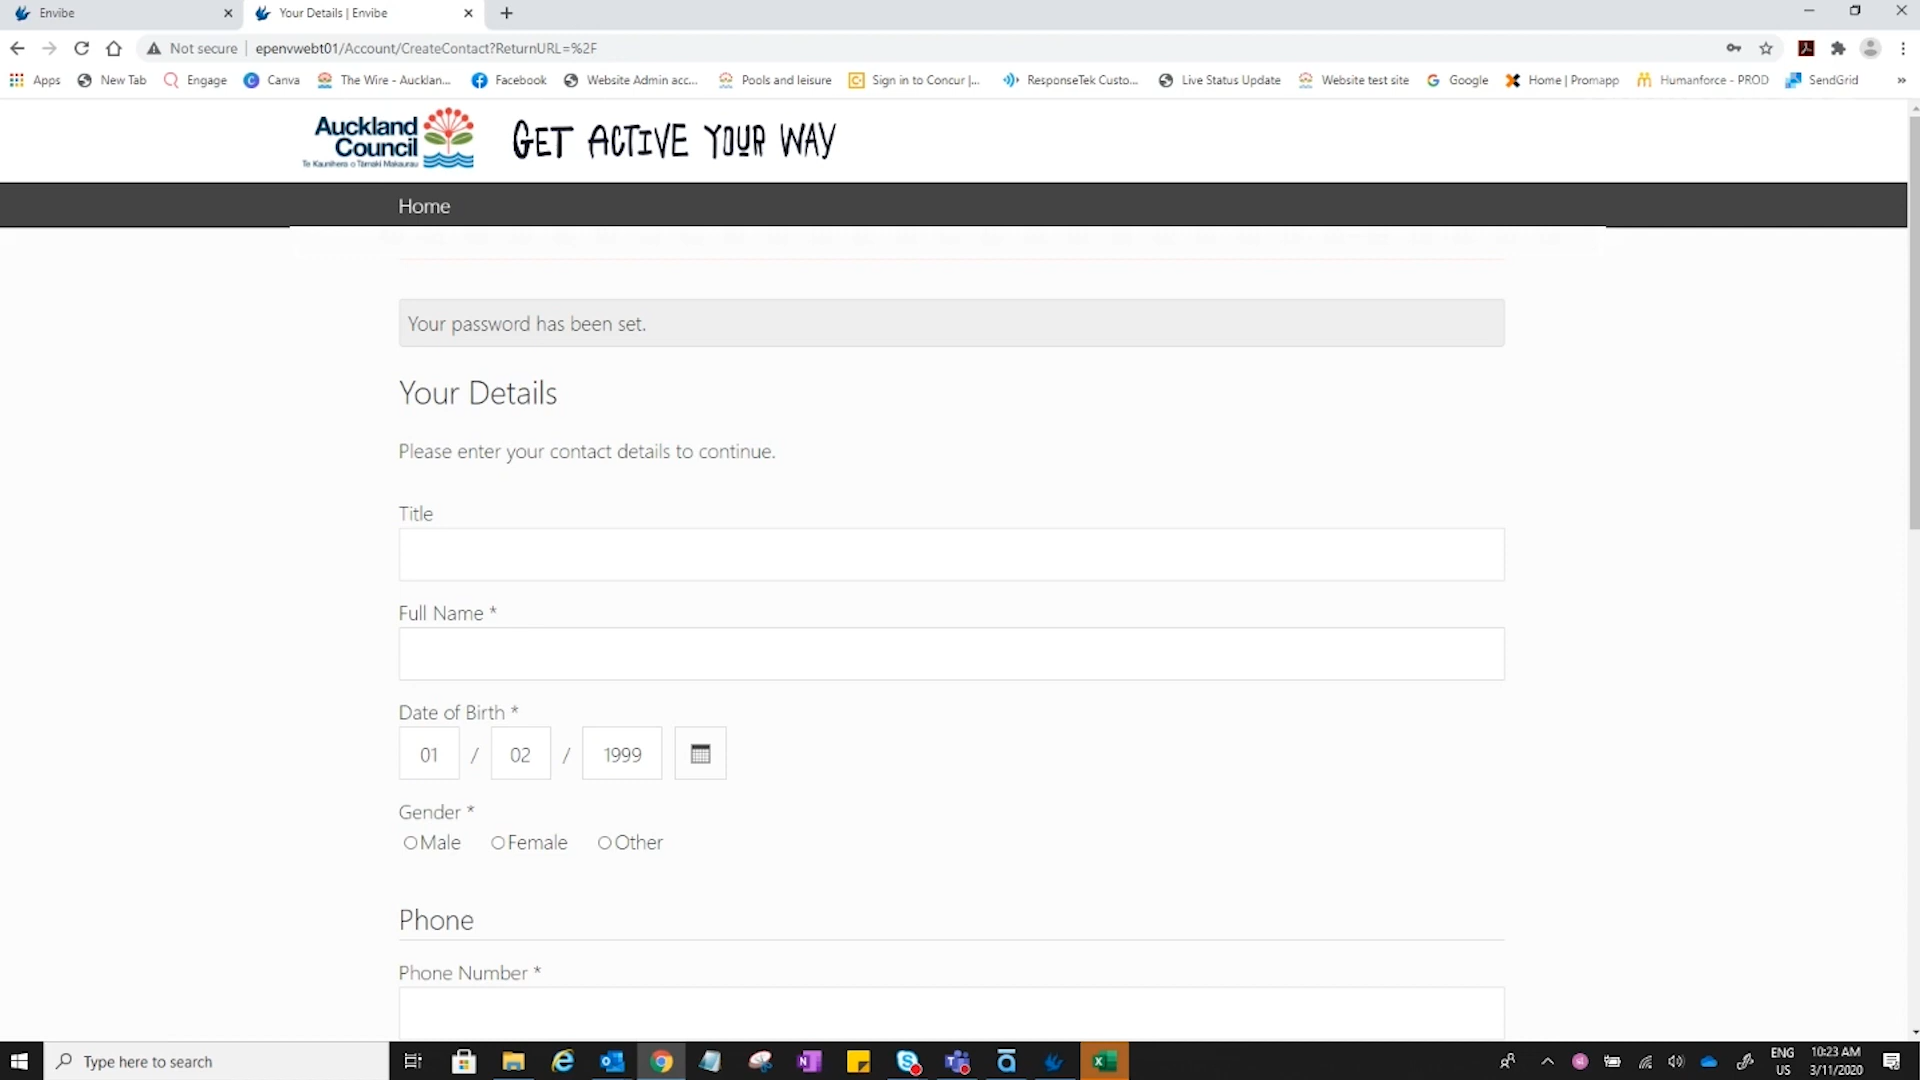 Envibe
Your Details | Envibe
Not secure epenvwebt01/Account/CreateContact?ReturnURL=%2F
Apps New Tab Engage Canva The Wire - Aucklan... Facebook Website Admin acc... Pools and leisure Sign in to Concur |... ResponseTek Custo... Live Status Update Website test site Google Home | Promapp Humanforce - PROD SendGrid »
Auckland
Council
Te Kaunihera o Tāmaki Makaurau
GET ACTIVE YOUR WAY
Home
Your password has been set.
Your Details
Please enter your contact details to continue.
Title
Full Name *
Date of Birth *
01 / 02 / 1999
Gender *
Male Female Other
Phone
Phone Number *
Type here to search
ENG
US
10:23 AM
3/11/2020